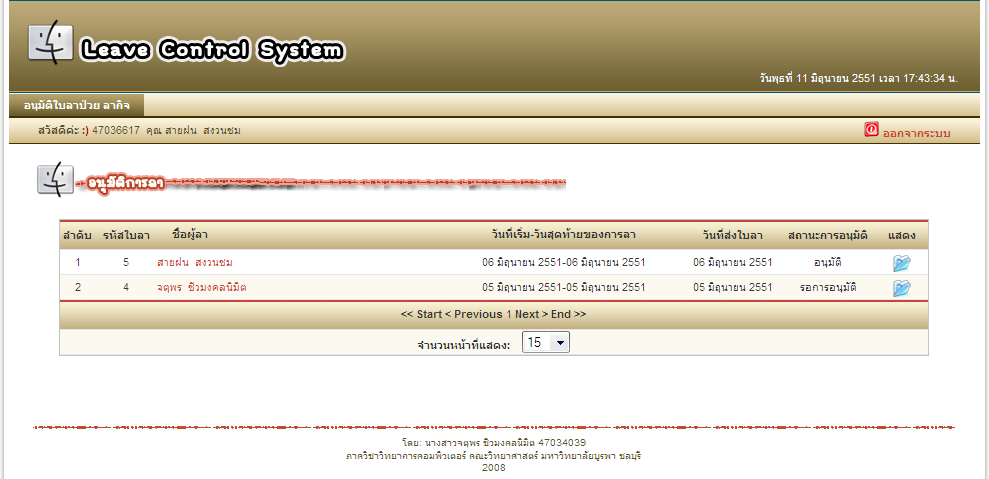 Leave Control System
วันพุธที่ 11 มิถุนายน 2551 เวลา 17:43:34 น.
อนุมัติใบลาป่วย ลากิจ
สวัสดีค่ะ :) 47036617 คุณ สายฝน สงวนชม ออกจากระบบ
อนุมัติการลา
ลำดับ รหัสใบลา ชื่อผู้ลา วันที่เริ่ม-วันสุดท้ายของการลา วันที่ส่งใบลา สถานะการอนุมัติ แสดง
1 5 สายฝน สงวนชม 06 มิถุนายน 2551-06 มิถุนายน 2551 06 มิถุนายน 2551 อนุมัติ
2 4 จตุพร ชิวมงคลนิมิต 05 มิถุนายน 2551-05 มิถุนายน 2551 05 มิถุนายน 2551 รอการอนุมัติ
<< Start < Previous 1 Next > End >>
จำนวนหน้าที่แสดง: 15
โดย: นางสาวจตุพร ชิวมงคลนิมิต 47034039
ภาควิชาวิทยาการคอมพิวเตอร์ คณะวิทยาศาสตร์ มหาวิทยาลัยบูรพา ชลบุรี
2008